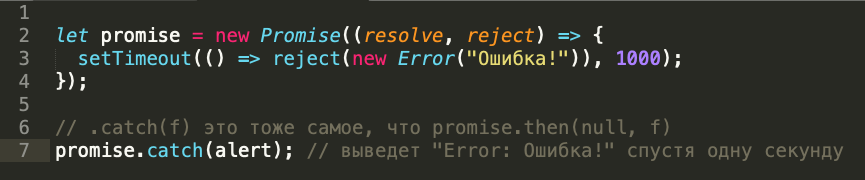 1
2 let promise = new Promise((resolve, reject) => {
3   setTimeout(() => reject(new Error("Ошибка!")), 1000);
4 });
5
6 // .catch(f) это тоже самое, что promise.then(null, f)
7 promise.catch(alert); // выведет "Error: Ошибка!" спустя одну секунду